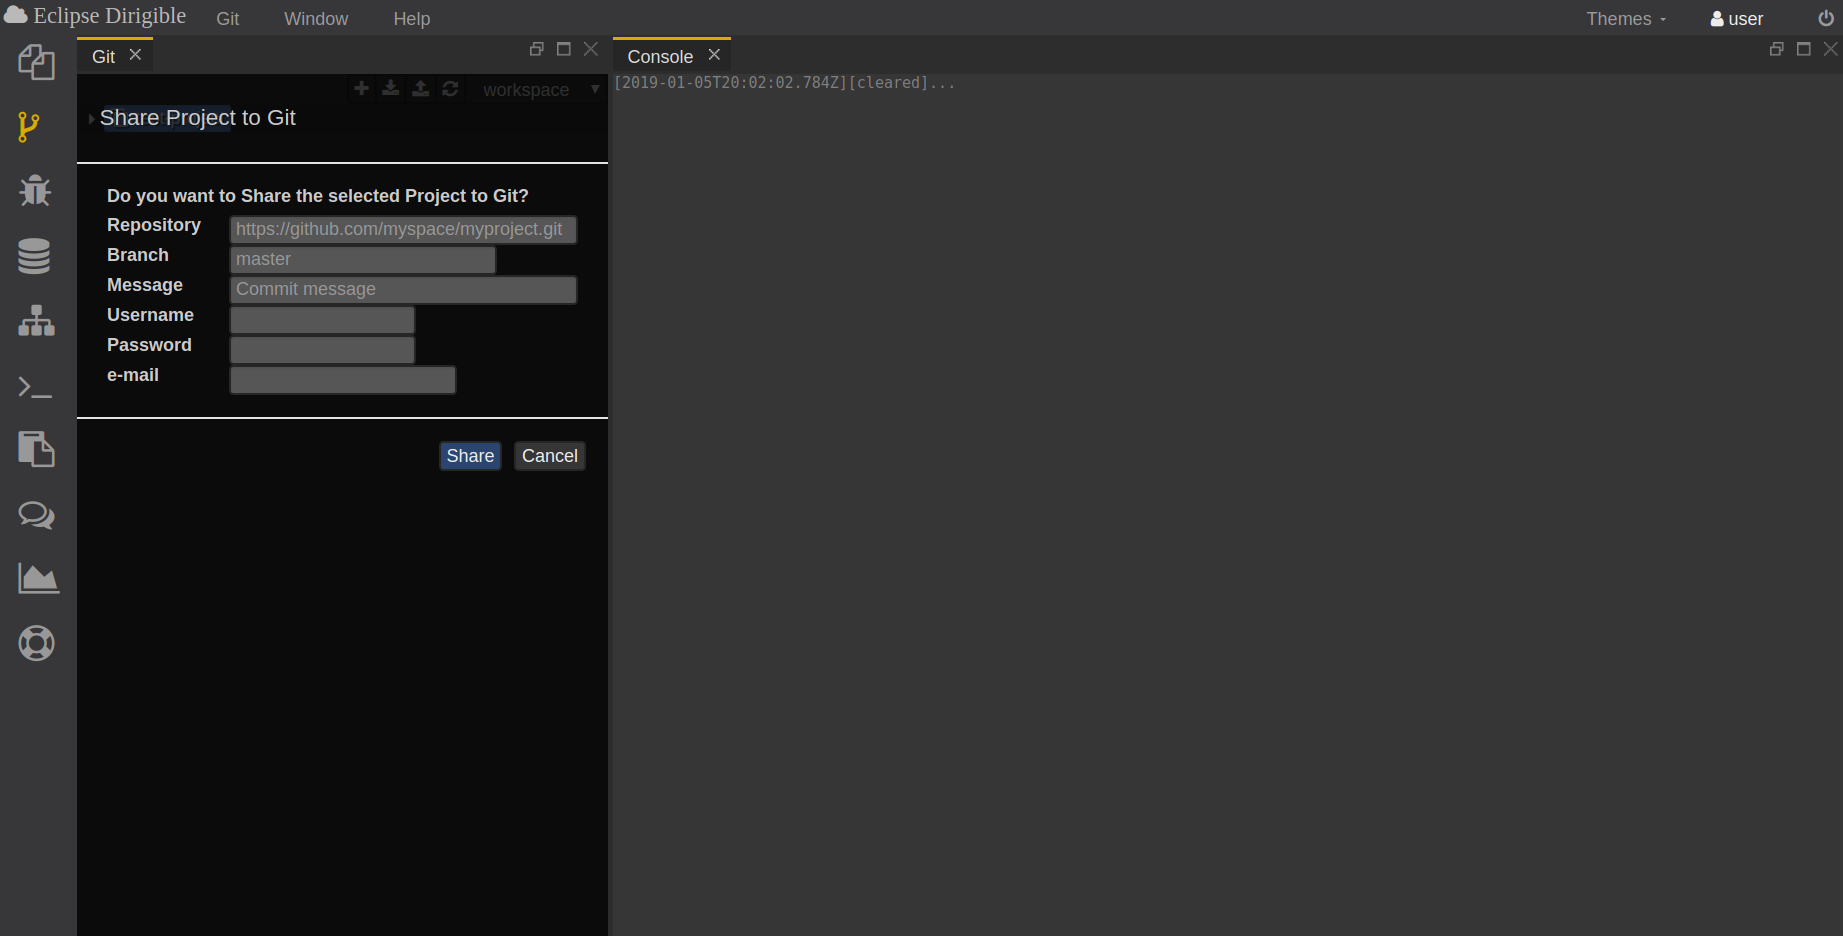 Eclipse Dirigible Git Window Help Themes user
Git
Console
workspace
[2019-01-05T20:02:02.784Z][cleared]...
Share Project to Git
Do you want to Share the selected Project to Git?
Repository https://github.com/myspace/myproject.git
Branch master
Message Commit message
Username
Password
e-mail
Share Cancel